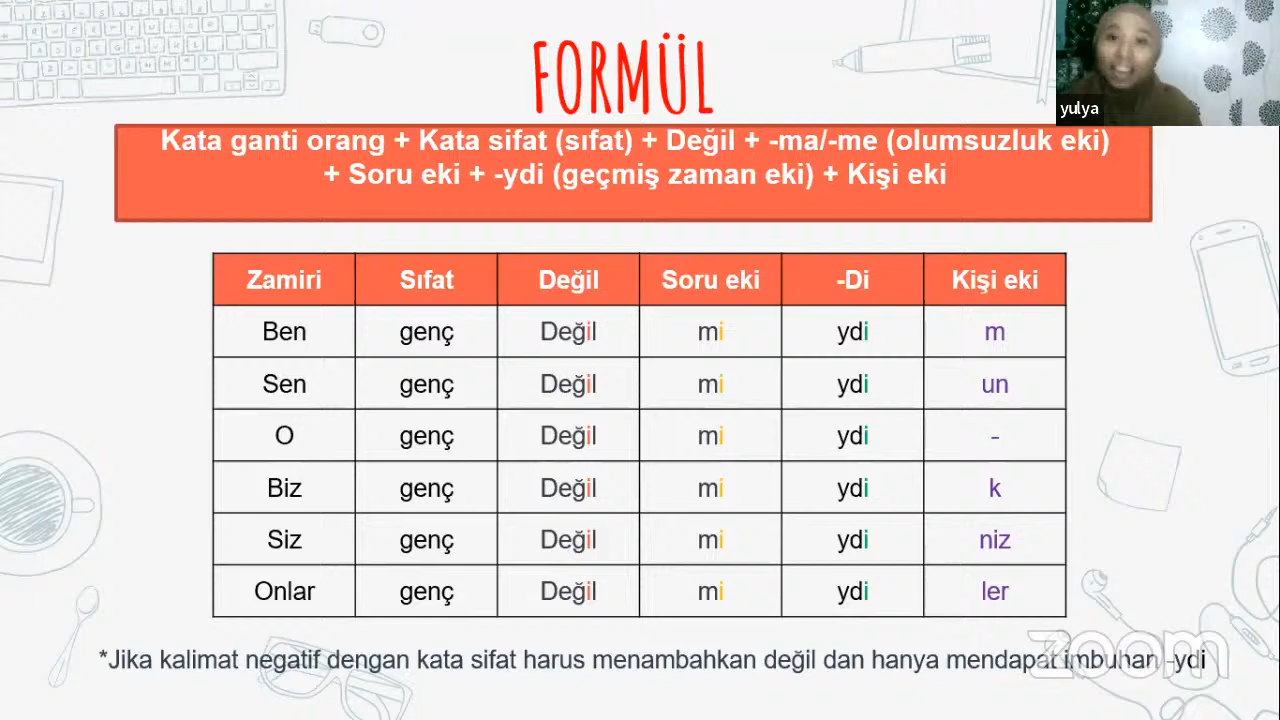 FORMÜL
yulya
Kata ganti orang + Kata sifat (sıfat) + Değil + -ma/-me (olumsuzluk eki)
+ Soru eki + -ydi (geçmiş zaman eki) + Kişi eki
Zamiri Sıfat Değil Soru eki -Di Kişi eki
Ben genç Değil mi ydi m
Sen genç Değil mi ydi un
O genç Değil mi ydi -
Biz genç Değil mi ydi k
Siz genç Değil mi ydi niz
Onlar genç Değil mi ydi ler
*Jika kalimat negatif dengan kata sifat harus menambahkan değil dan hanya mendapat imbuhan -ydi
zoom